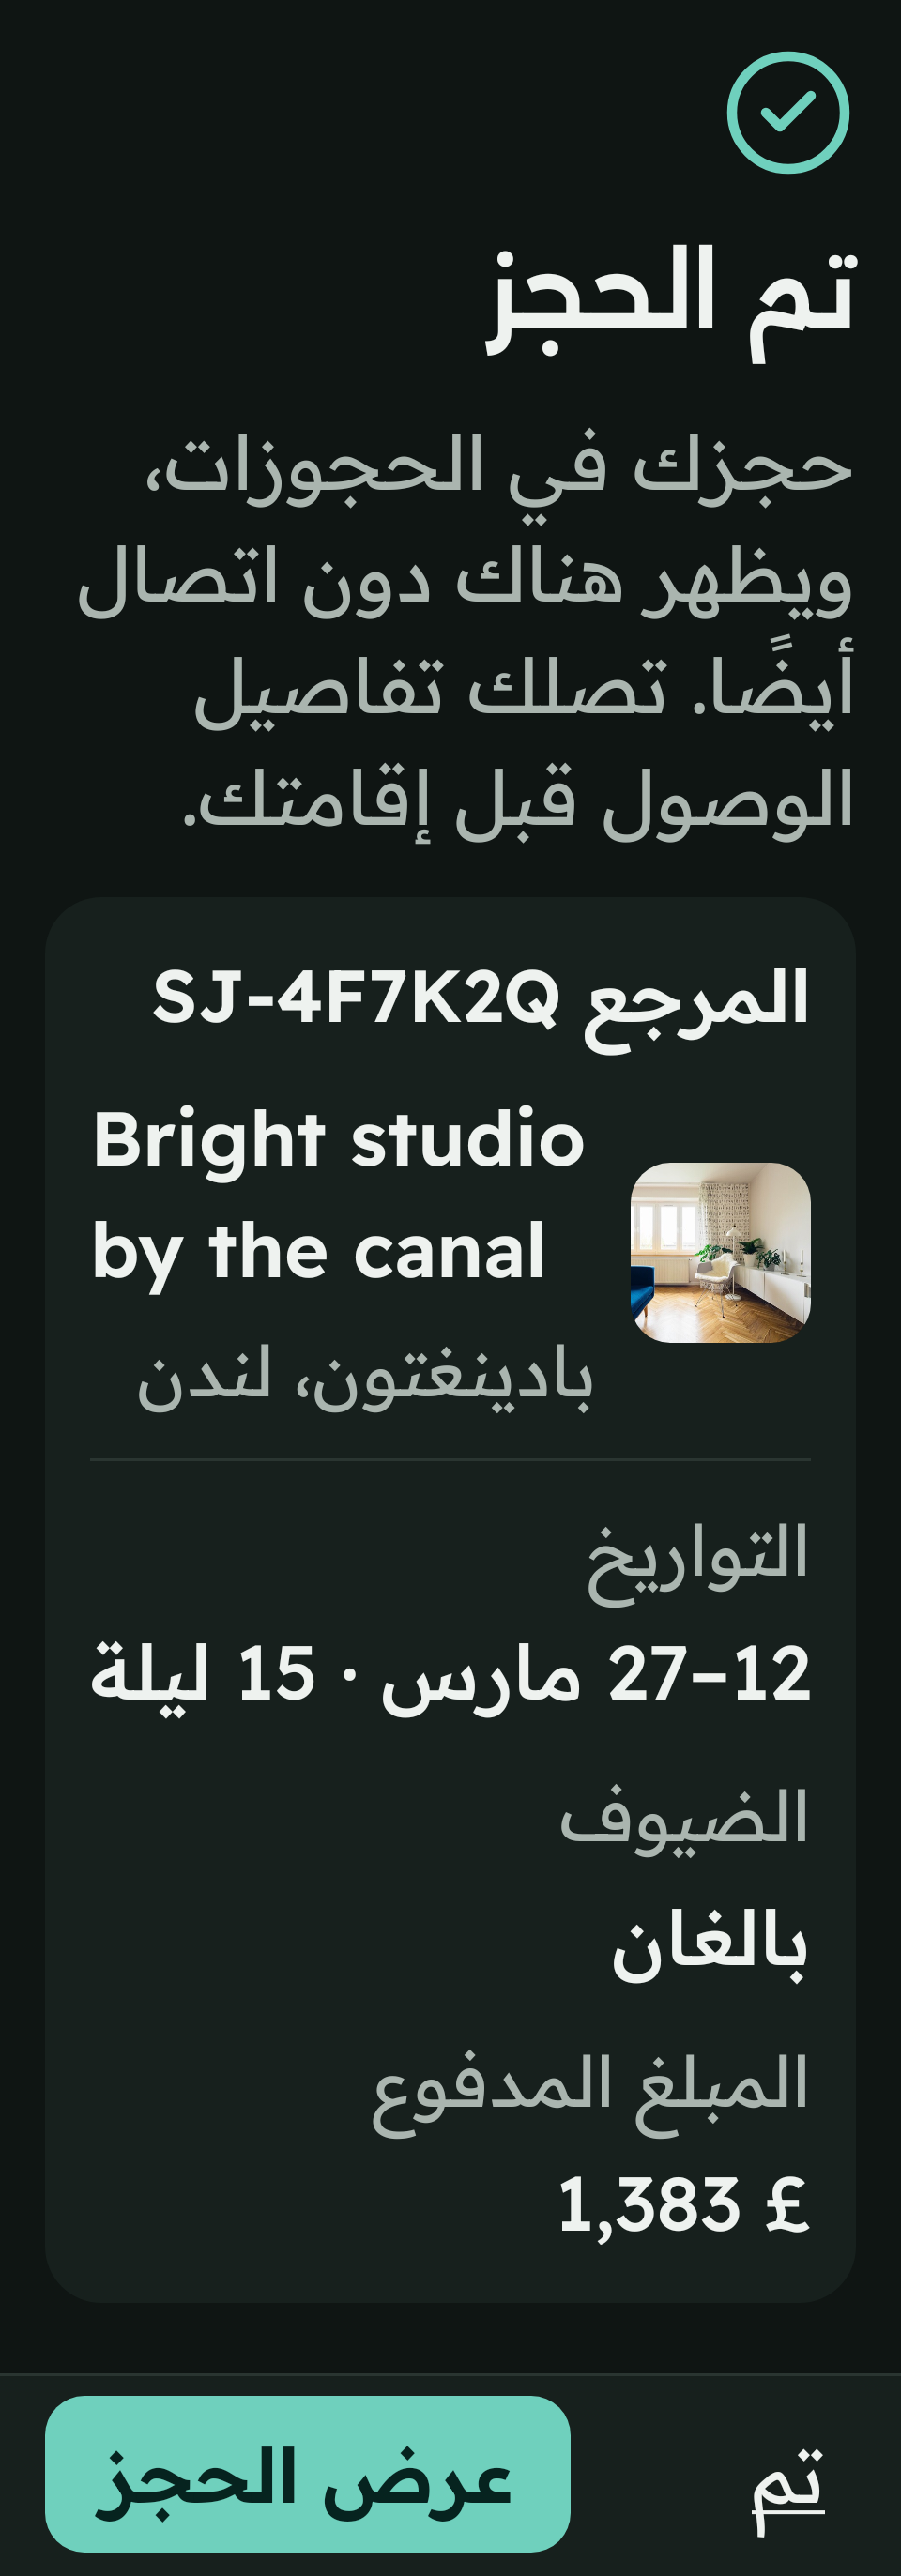 تم الحجز
حجزك في الحجوزات،
ويظهر هناك دون اتصال
أيضًا. تصلك تفاصيل
الوصول قبل إقامتك.
المرجع SJ-4F7K2Q
Bright studio
by the canal
بادينغتون، لندن
التواريخ
12–27 مارس · 15 ليلة
الضيوف
بالغان
المبلغ المدفوع
£ 1,383
تم
عرض الحجز